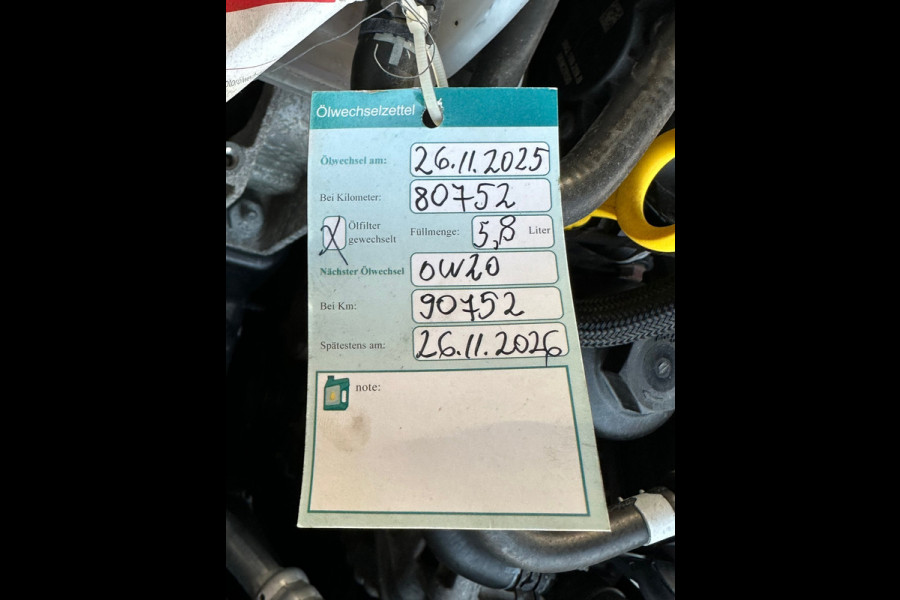 Ölwechselzettel
Ölwechsel am: 26.11.2025
Bei Kilometer: 80752
X Ölfilter gewechselt Füllmenge: 5,8 Liter
Nächster Ölwechsel 0W20
Bei Km: 90752
Spätestens am: 26.11.2026
note: